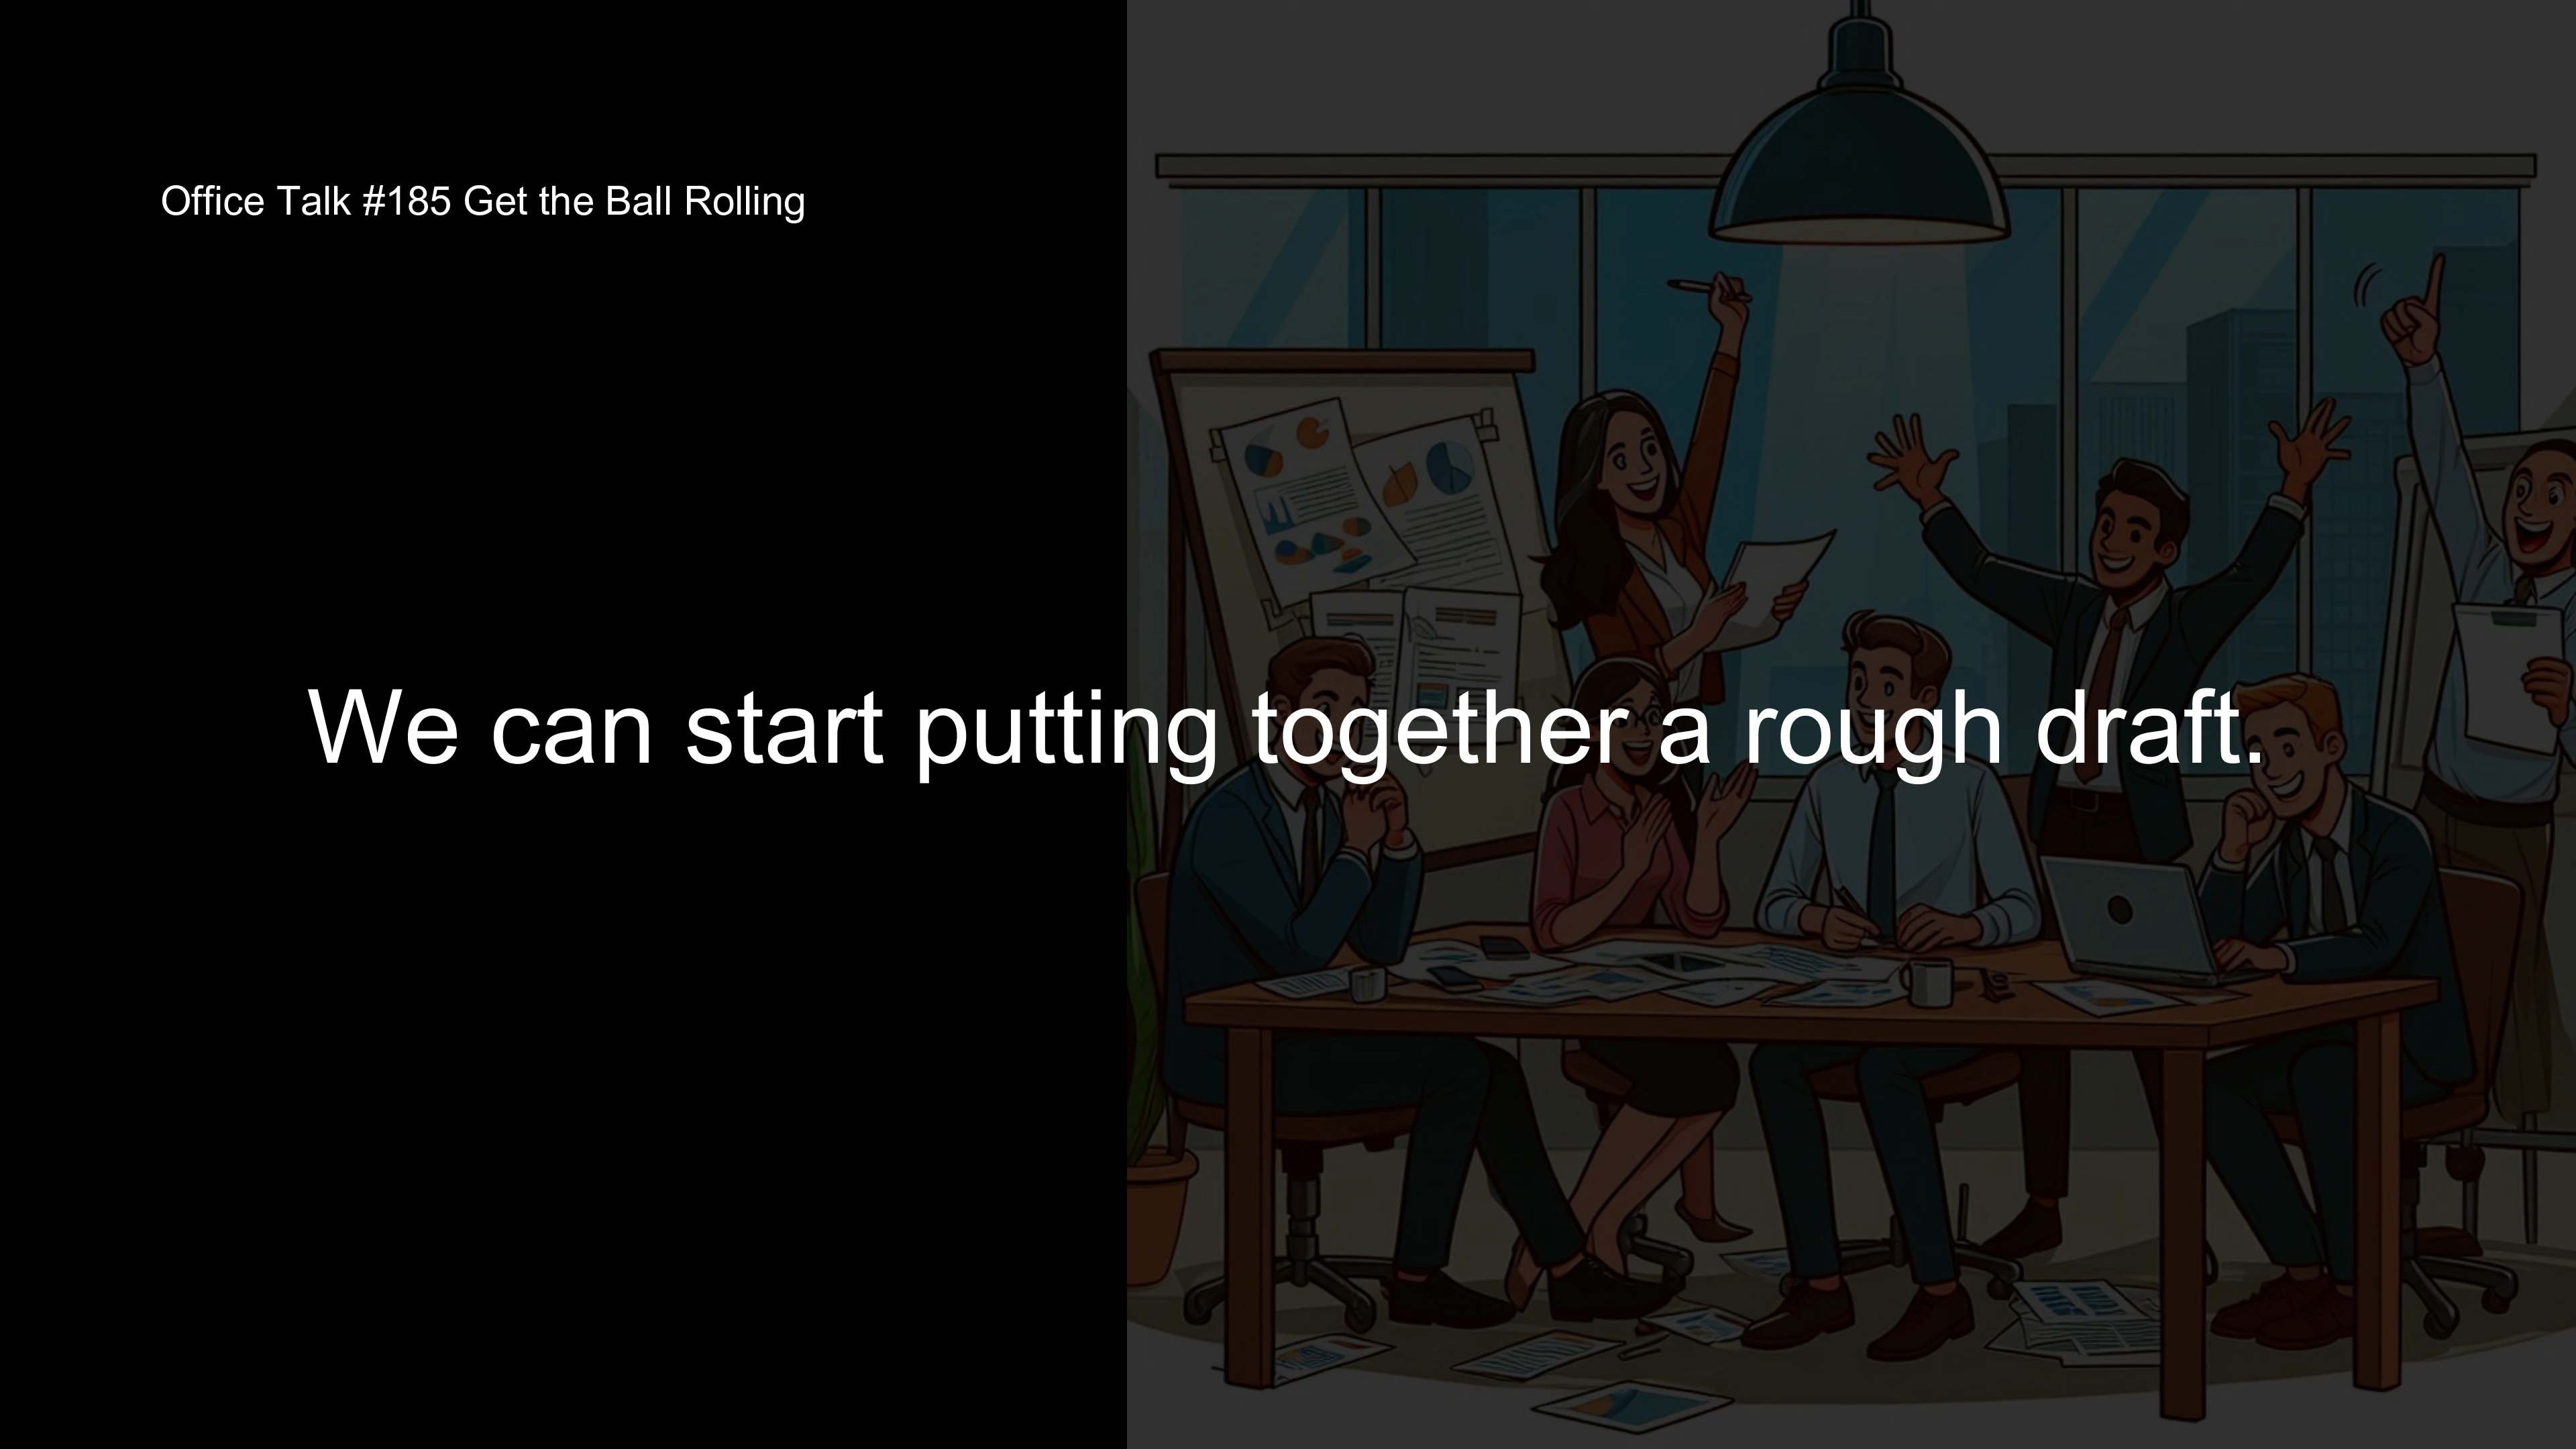 Office Talk #185 Get the Ball Rolling
We can start putting together a rough draft.